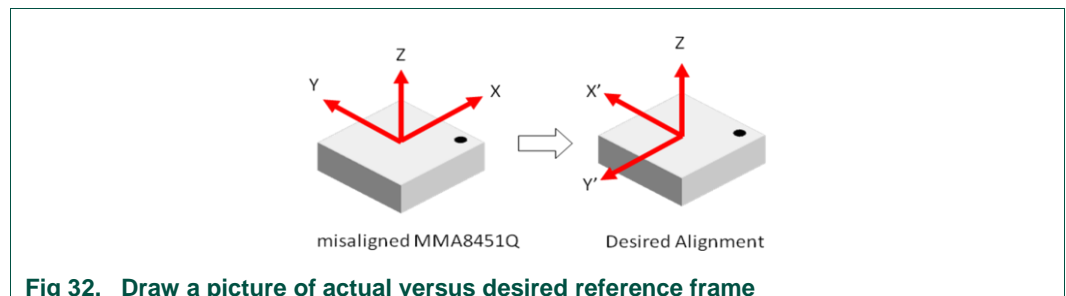 Z
Z
Y
X
X'
Y'
misaligned MMA8451Q
Desired Alignment
Fig 32. Draw a picture of actual versus desired reference frame